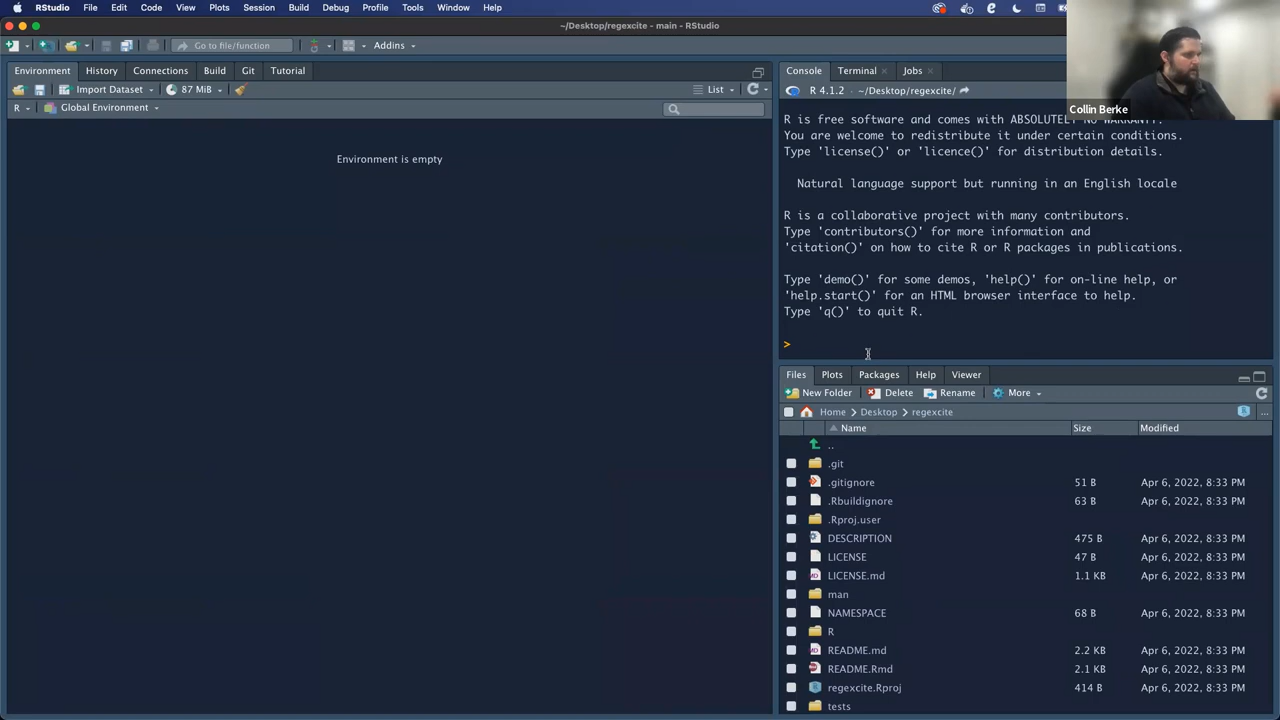 RStudio File Edit Code View Plots Session Build Debug Profile Tools Window Help
~/Desktop/regexcite - main - RStudio
Go to file/function
Addins
Environment History Connections Build Git Tutorial
Import Dataset 87 MiB List
R Global Environment
Environment is empty
Console Terminal Jobs
R 4.1.2 · ~/Desktop/regexcite/
Collin Berke
R is free software and comes with ABSOLUTELY NO WARRANTY.
You are welcome to redistribute it under certain conditions.
Type 'license()' or 'licence()' for distribution details.
Natural language support but running in an English locale
R is a collaborative project with many contributors.
Type 'contributors()' for more information and
'citation()' on how to cite R or R packages in publications.
Type 'demo()' for some demos, 'help()' for on-line help, or
'help.start()' for an HTML browser interface to help.
Type 'q()' to quit R.
>
Files Plots Packages Help Viewer
New Folder Delete Rename More
Home Desktop regexcite ...
Name Size Modified
..
.git
.gitignore 51 B Apr 6, 2022, 8:33 PM
.Rbuildignore 63 B Apr 6, 2022, 8:33 PM
.Rproj.user
DESCRIPTION 475 B Apr 6, 2022, 8:33 PM
LICENSE 47 B Apr 6, 2022, 8:33 PM
LICENSE.md 1.1 KB Apr 6, 2022, 8:33 PM
man
NAMESPACE 68 B Apr 6, 2022, 8:33 PM
R
README.md 2.2 KB Apr 6, 2022, 8:33 PM
README.Rmd 2.1 KB Apr 6, 2022, 8:33 PM
regexcite.Rproj 414 B Apr 6, 2022, 8:33 PM
tests